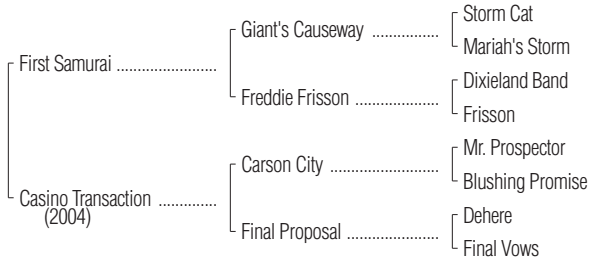 Storm Cat
Giant's Causeway ................
Mariah's Storm
First Samurai ........................
Dixieland Band
Freddie Frisson .....................
Frisson
Mr. Prospector
Carson City ..........................
Blushing Promise
Casino Transaction ..............
(2004)
Dehere
Final Proposal ......................
Final Vows